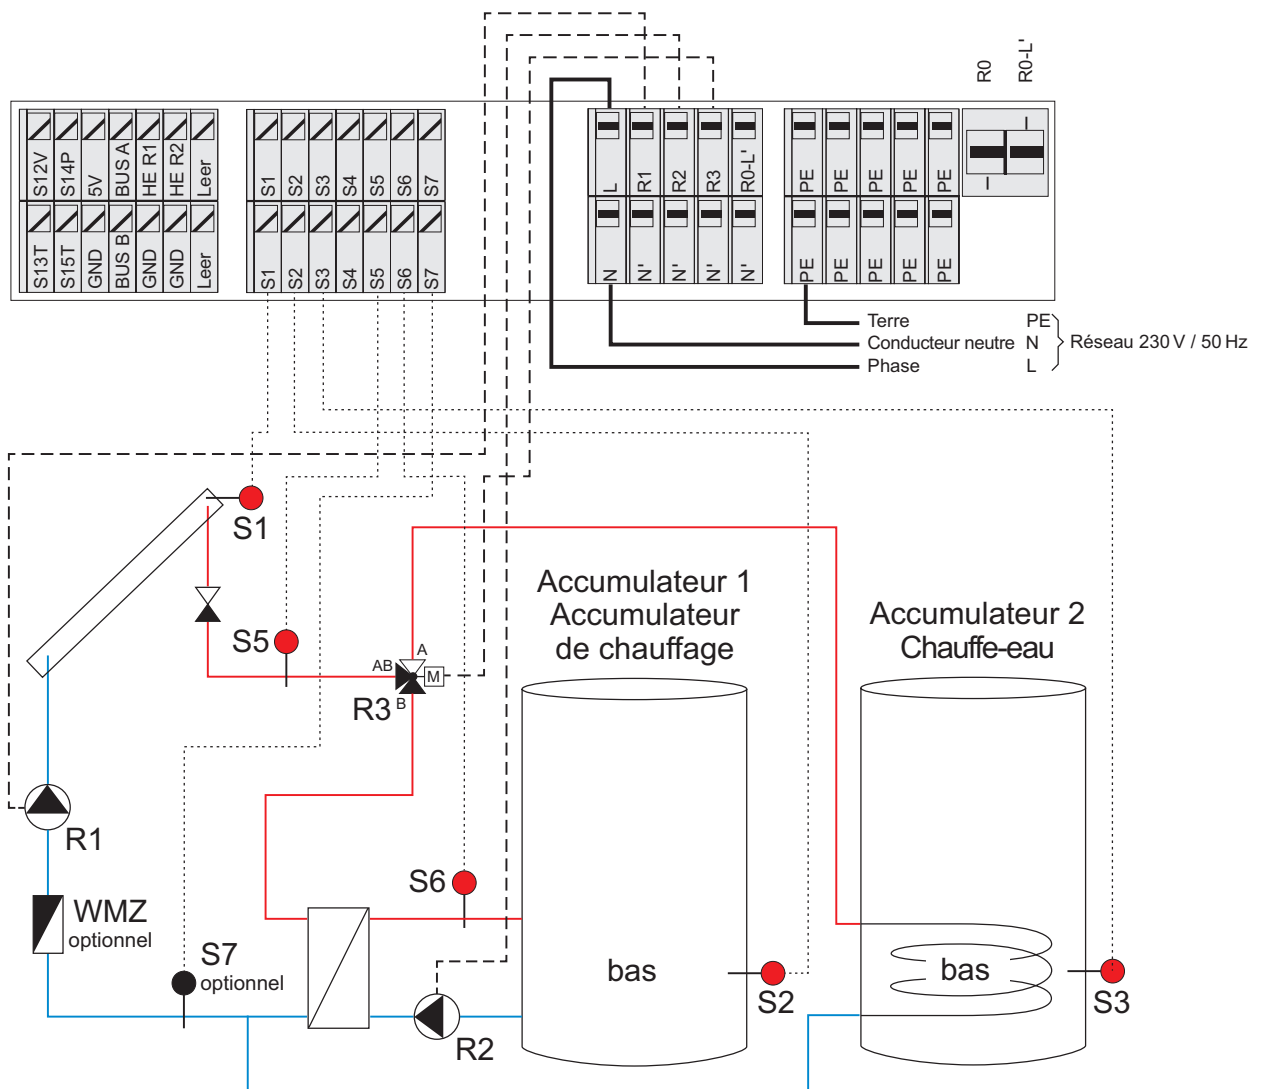 R0
R0-L'
S12V
S14P
5V
BUS A
HE R1
HE R2
Leer
S1
S2
S3
S4
S5
S6
S7
L
R1
R2
R3
R0-L'
PE
PE
PE
PE
PE
S13T
S15T
GND
BUS B
GND
GND
Leer
S1
S2
S3
S4
S5
S6
S7
N
N'
N'
N'
N'
PE
PE
PE
PE
PE
Terre PE
Conducteur neutre N
Phase L
Réseau 230 V / 50 Hz
S1
Accumulateur 1
Accumulateur
de chauffage
Accumulateur 2
Chauffe-eau
S5
A
AB
M
R3
B
R1
S6
WMZ
optionnel
S7
optionnel
bas
S2
bas
S3
R2